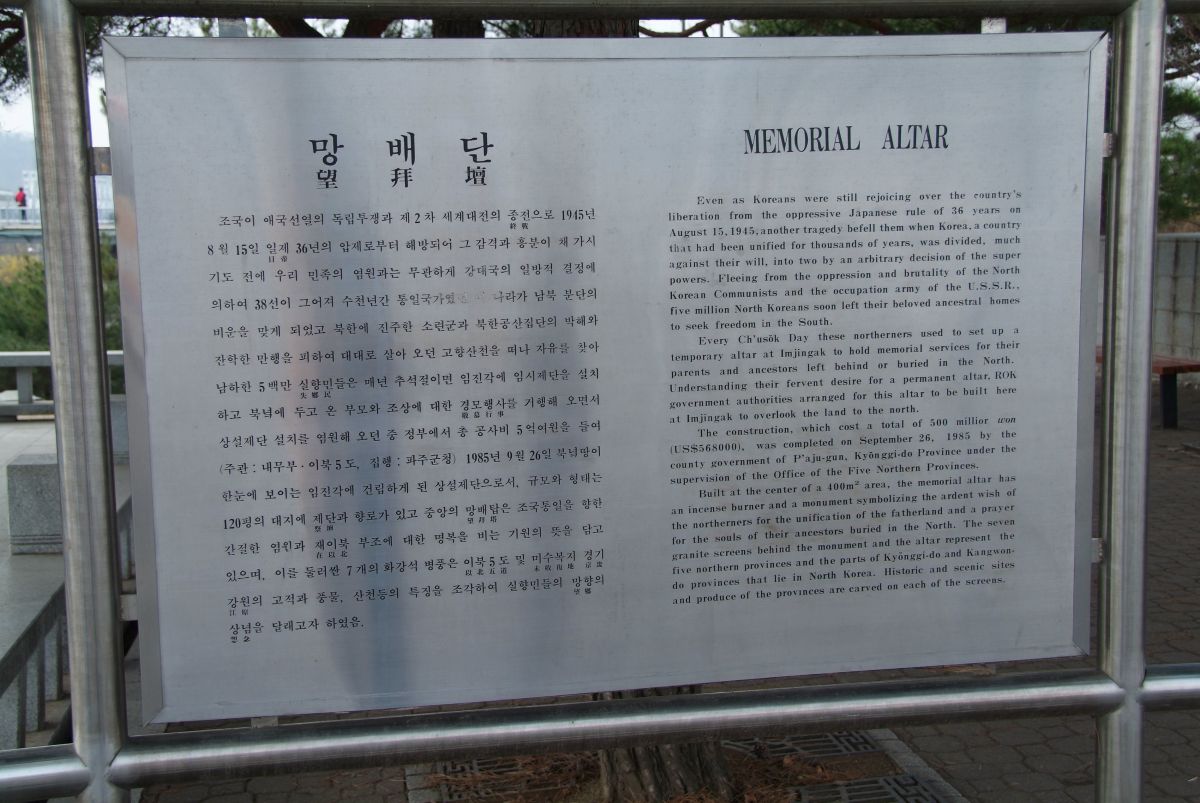 망 배 단
望 拜 壇
조국이 애국선열의 독립투쟁과 제2차 세계대전의 종전으로 1945년
終戰
8월 15일 일제 36년의 압제로부터 해방되어 그 감격과 흥분이 채 가시
日帝
기도 전에 우리 민족의 염원과는 무관하게 강대국의 일방적 결정에
의하여 38선이 그어져 수천년간 통일국가였 나라가 남북 분단의
비운을 맞게 되었고 북한에 진주한 소련군과 북한공산집단의 박해와
잔학한 만행을 피하여 대대로 살아 오던 고향산천을 떠나 자유를 찾아
남하한 5백만 실향민들은 매년 추석절이면 임진각에 임시제단을 설치
失鄕民
하고 북녘에 두고 온 부모와 조상에 대한 경모행사를 거행해 오면서
敬慕行事
상설제단 설치를 염원해 오던 중 정부에서 총 공사비 5억여원을 들여
(주관 : 내무부·이북5도, 집행 : 파주군청) 1985년 9월 26일 북녘땅이
한눈에 보이는 임진각에 건립하게 된 상설제단으로서, 규모와 형태는
120평의 대지에 제단과 향로가 있고 중앙의 망배탑은 조국통일을 향한
祭壇 望拜塔
간절한 염원과 재이북 부조에 대한 명복을 비는 기원의 뜻을 담고
在以北
있으며, 이를 둘러싼 7개의 화강석 병풍은 이북5도 및 미수복지 경기
以北五道 未收復地 京畿
강원의 고적과 풍물, 산천등의 특징을 조각하여 실향민들의 망향의
江原 望鄕
상념을 달래고자 하였음.
想念
MEMORIAL ALTAR
Even as Koreans were still rejoicing over the country's
liberation from the oppressive Japanese rule of 36 years on
August 15, 1945, another tragedy befell them when Korea, a country
that had been unified for thousands of years, was divided, much
against their will, into two by an arbitrary decision of the super
powers. Fleeing from the oppression and brutality of the North
Korean Communists and the occupation army of the U.S.S.R.,
five million North Koreans soon left their beloved ancestral homes
to seek freedom in the South.
Every Ch'usŏk Day these northerners used to set up a
temporary altar at Imjingak to hold memorial services for their
parents and ancestors left behind or buried in the North.
Understanding their fervent desire for a permanent altar, ROK
government authorities arranged for this altar to be built here
at Imjingak to overlook the land to the north.
The construction, which cost a total of 500 millior won
(US$568000), was completed on September 26, 1985 by the
county government of P'aju-gun, Kyŏnggi-do Province under the
supervision of the Office of the Five Northern Provinces.
Built at the center of a 400m² area, the memorial altar has
an incense burner and a monument symbolizing the ardent wish of
the northerners for the unification of the fatherland and a prayer
for the souls of their ancestors buried in the North. The seven
granite screens behind the monument and the altar represent the
five northern provinces and the parts of Kyŏnggi-do and Kangwon-
do provinces that lie in North Korea. Historic and scenic sites
and produce of the provinces are carved on each of the screens.